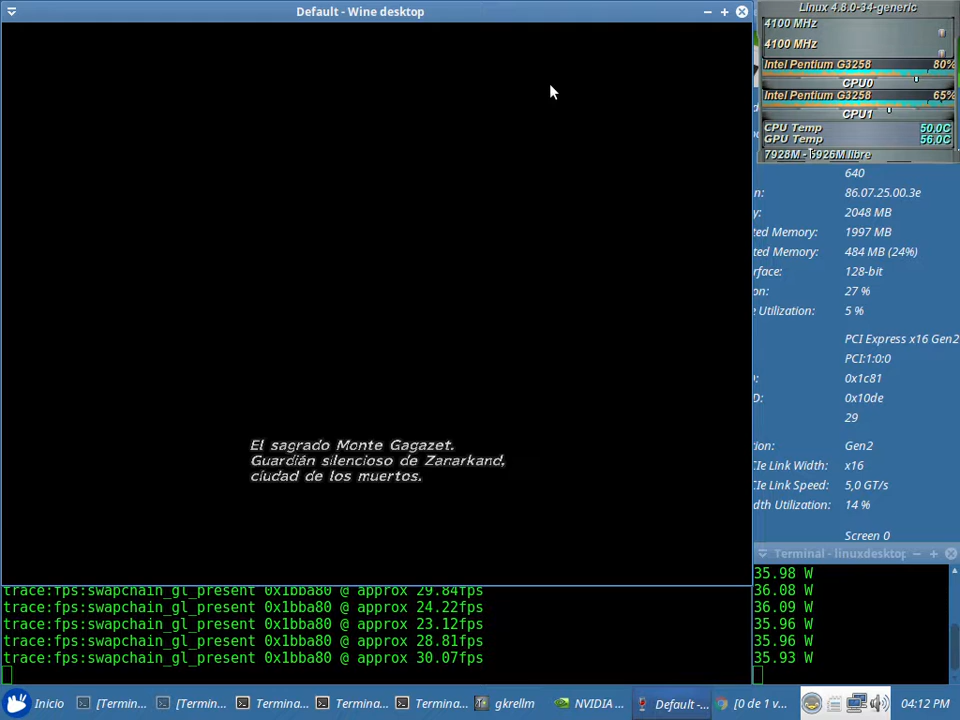 Default - Wine desktop
Linux 4.8.0-34-generic
4100 MHz
4100 MHz
Intel Pentium G3258 80%
CPU0
Intel Pentium G3258 65%
CPU1
CPU Temp 50.0C
GPU Temp 56.0C
7928M - 5926M libre
640
n: 86.07.25.00.3e
y: 2048 MB
ted Memory: 1997 MB
ted Memory: 484 MB (24%)
rface: 128-bit
on: 27 %
e Utilization: 5 %
PCI Express x16 Gen2
PCI:1:0:0
D: 0x1c81
D: 0x10de
29
ion: Gen2
CIe Link Width: x16
CIe Link Speed: 5,0 GT/s
dth Utilization: 14 %
Screen 0
El sagrado Monte Gagazet.
Guardián silencioso de Zanarkand,
ciudad de los muertos.
trace:fps:swapchain_gl_present 0x1bba80 @ approx 29.84fps
trace:fps:swapchain_gl_present 0x1bba80 @ approx 24.22fps
trace:fps:swapchain_gl_present 0x1bba80 @ approx 23.12fps
trace:fps:swapchain_gl_present 0x1bba80 @ approx 28.81fps
trace:fps:swapchain_gl_present 0x1bba80 @ approx 30.07fps
Terminal - linuxdesktop
35.98 W
36.08 W
36.09 W
35.96 W
35.96 W
35.93 W
Inicio [Termin... [Termin... Termina... Termina... Termina... gkrellm NVIDIA ... Default -... [0 de 1 v... 04:12 PM